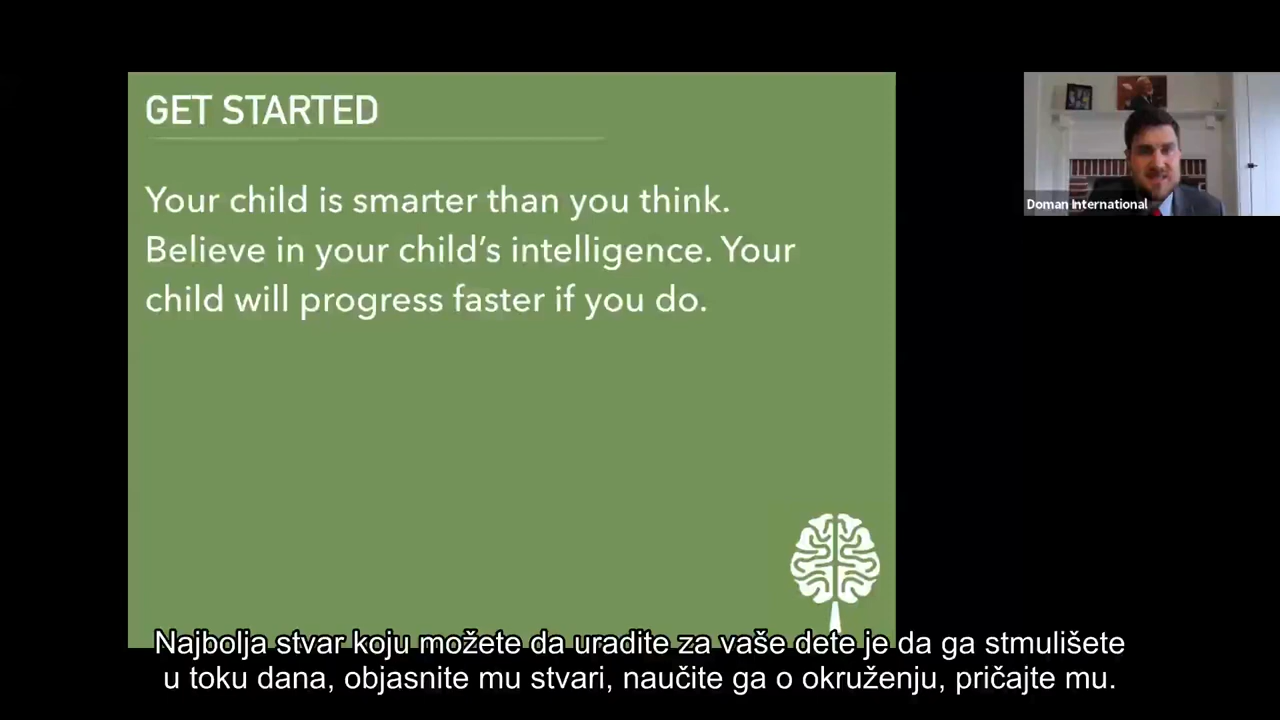 GET STARTED
Your child is smarter than you think.
Believe in your child’s intelligence. Your
child will progress faster if you do.
Doman International
Najbolja stvar koju možete da uradite za vaše dete je da ga stmulišete
u toku dana, objasnite mu stvari, naučite ga o okruženju, pričajte mu.